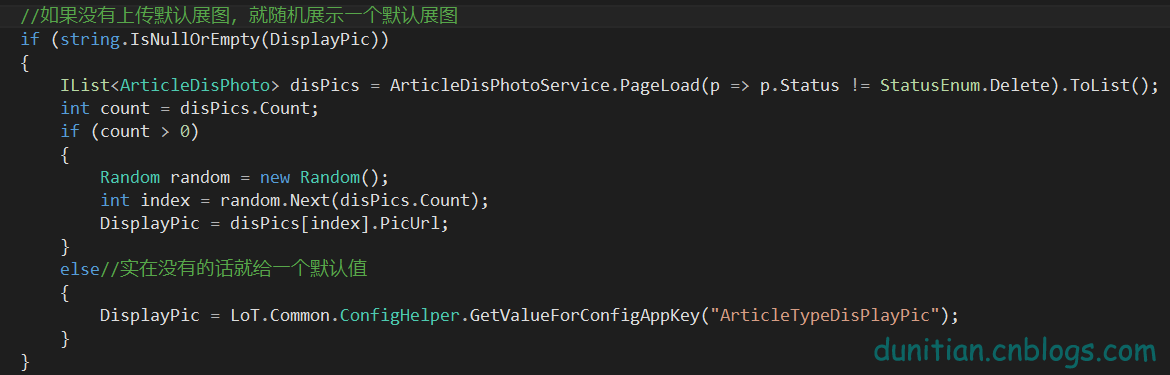 //如果没有上传默认展图，就随机展示一个默认展图
if (string.IsNullOrEmpty(DisplayPic))
{
    IList<ArticleDisPhoto> disPics = ArticleDisPhotoService.PageLoad(p => p.Status != StatusEnum.Delete).ToList();
    int count = disPics.Count;
    if (count > 0)
    {
        Random random = new Random();
        int index = random.Next(disPics.Count);
        DisplayPic = disPics[index].PicUrl;
    }
    else//实在没有的话就给一个默认值
    {
        DisplayPic = LoT.Common.ConfigHelper.GetValueForConfigAppKey("ArticleTypeDisPlayPic");
    }
}
dunitian.cnblogs.com